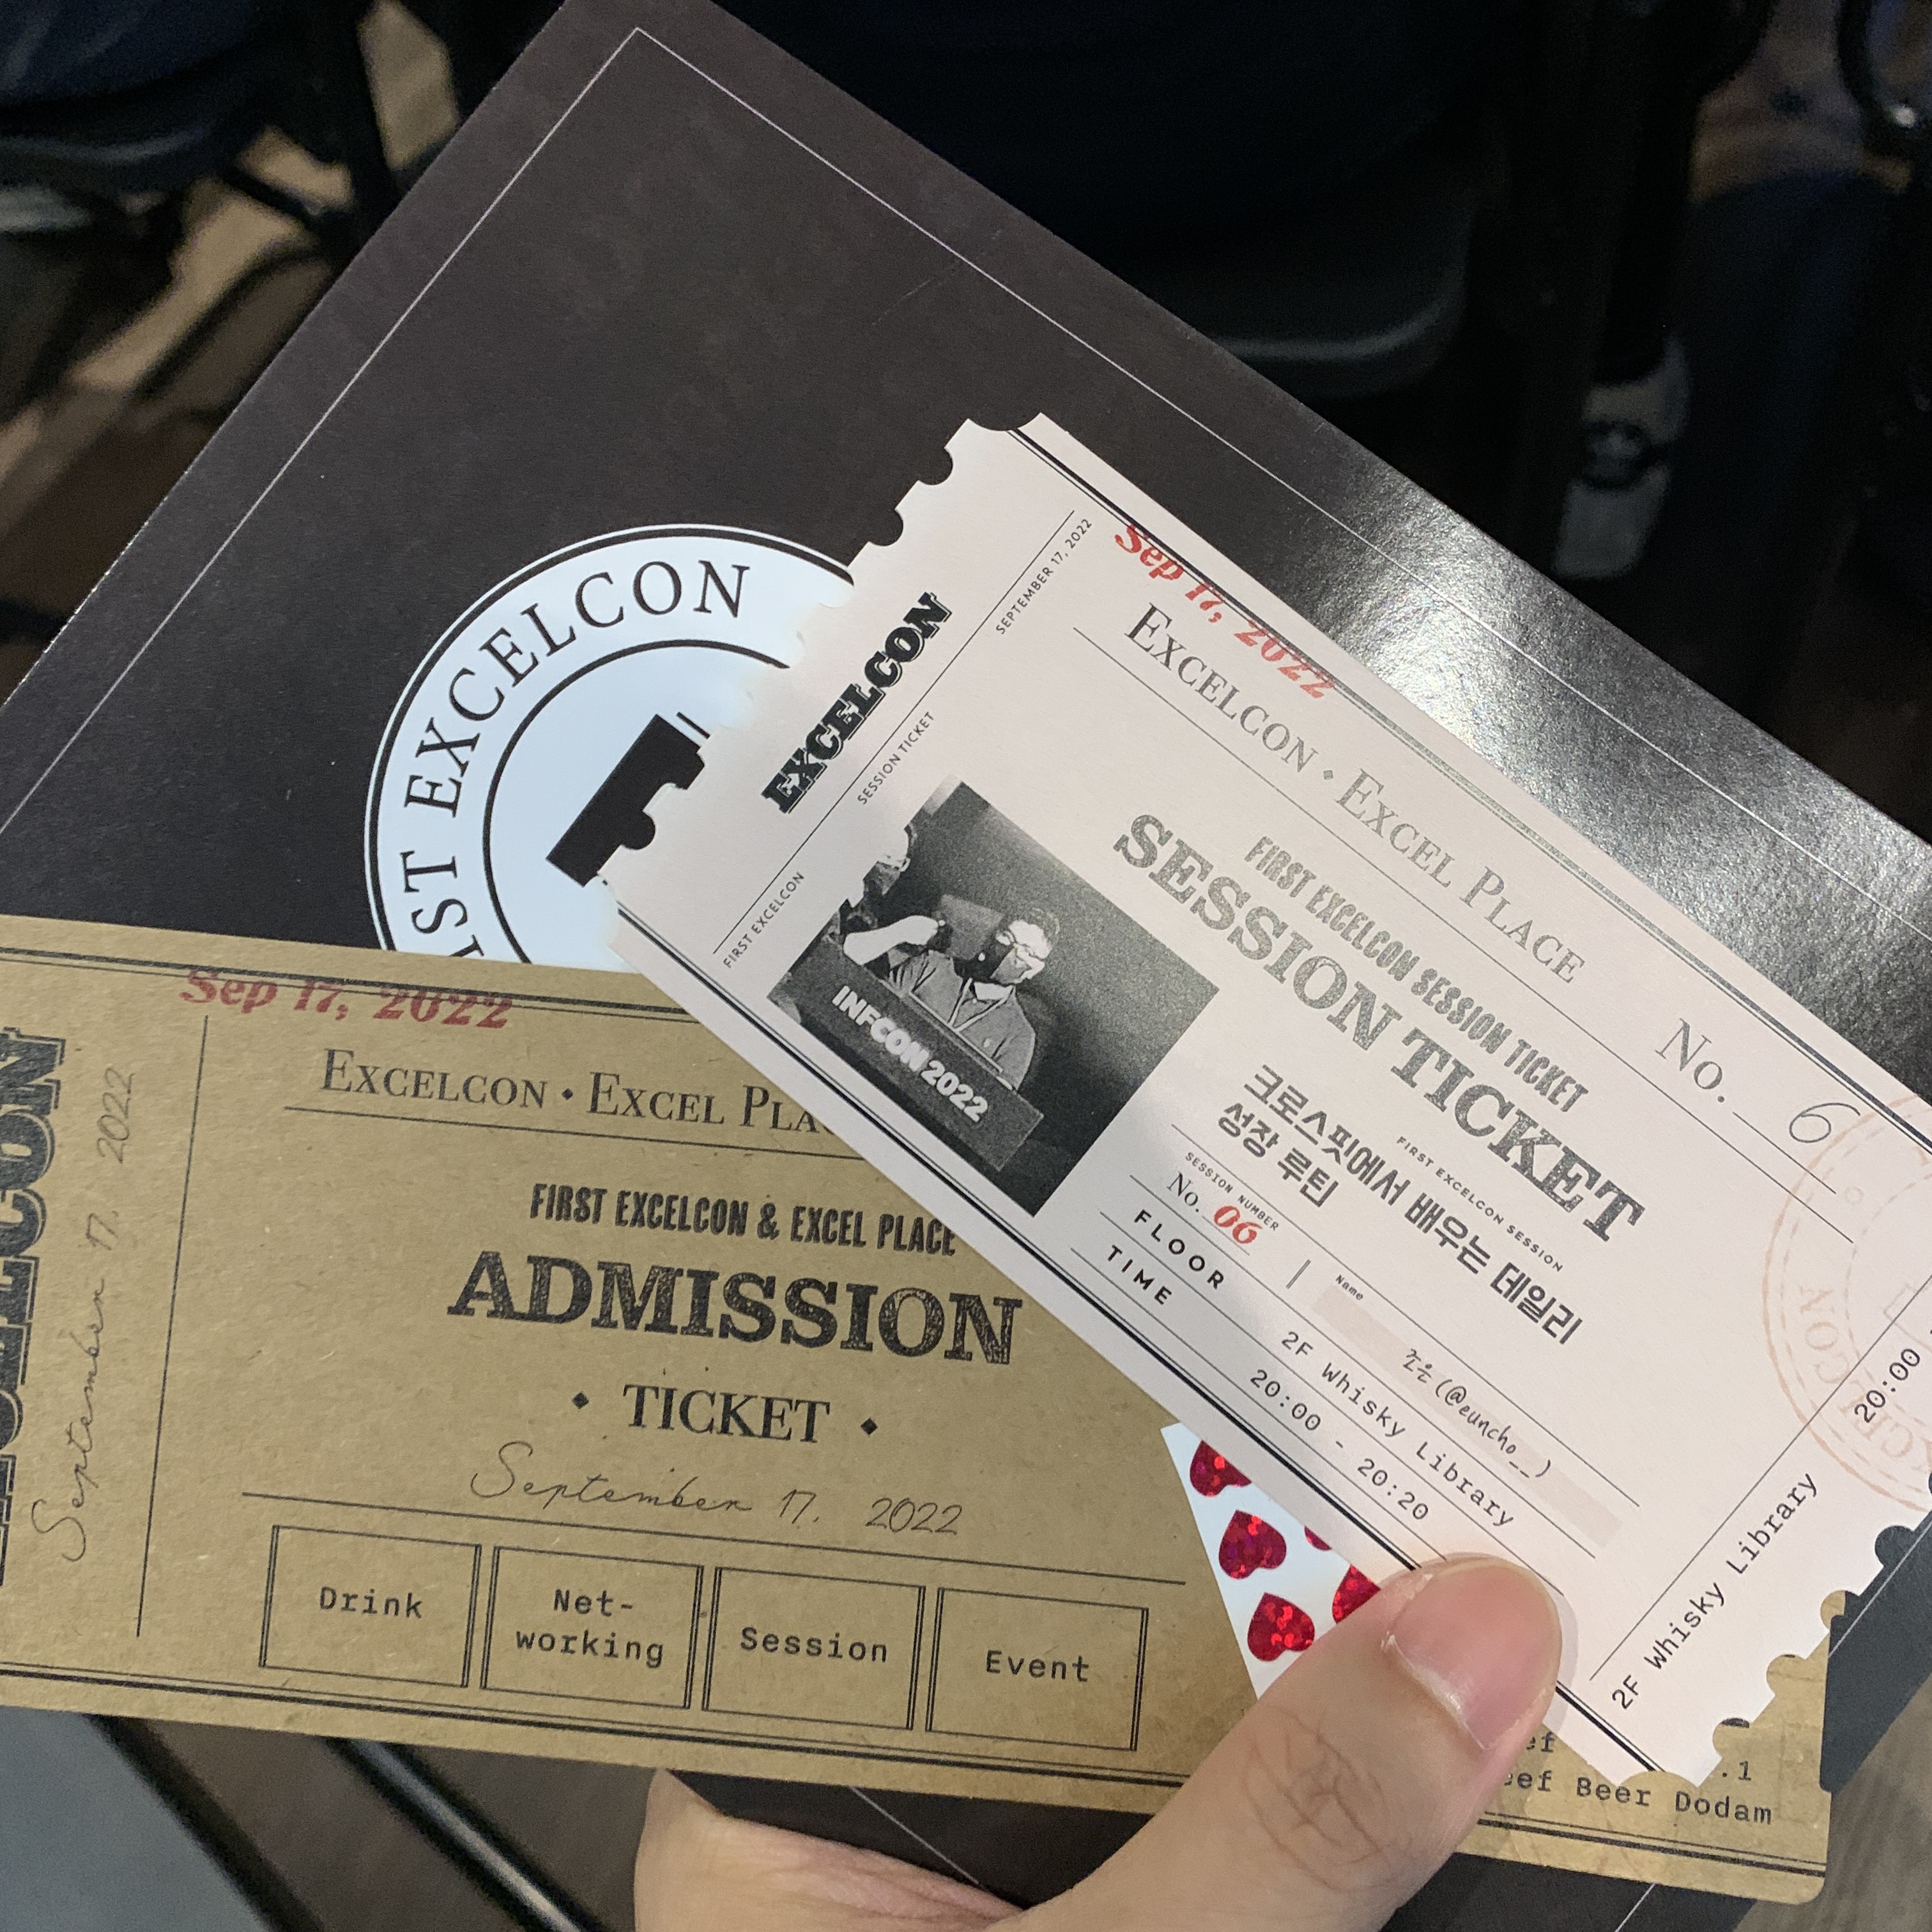 EXCELCON
EXCELCON
FIRST EXCELCON
SESSION TICKET
SEPTEMBER 17, 2022
Sep 17, 2022
EXCELCON • EXCEL PLACE
No. 6
FIRST EXCELCON SESSION TICKET
SESSION TICKET
FIRST EXCELCON SESSION
크로스핏에서 배우는 데일리
성장 루틴
INFCON 2022
SESSION NUMBER
No. 06
Name
조은 (@euncho__)
FLOOR 2F Whisky Library
TIME 20:00 - 20:20
2F Whisky Library 20:00
Sep 17, 2022
September 17, 2022
EXCELCON • EXCEL
FIRST EXCELCON & EXCEL PLACE
ADMISSION
• TICKET •
September 17, 2022
Drink
Net-
working
Session
Event
Beer Dodam